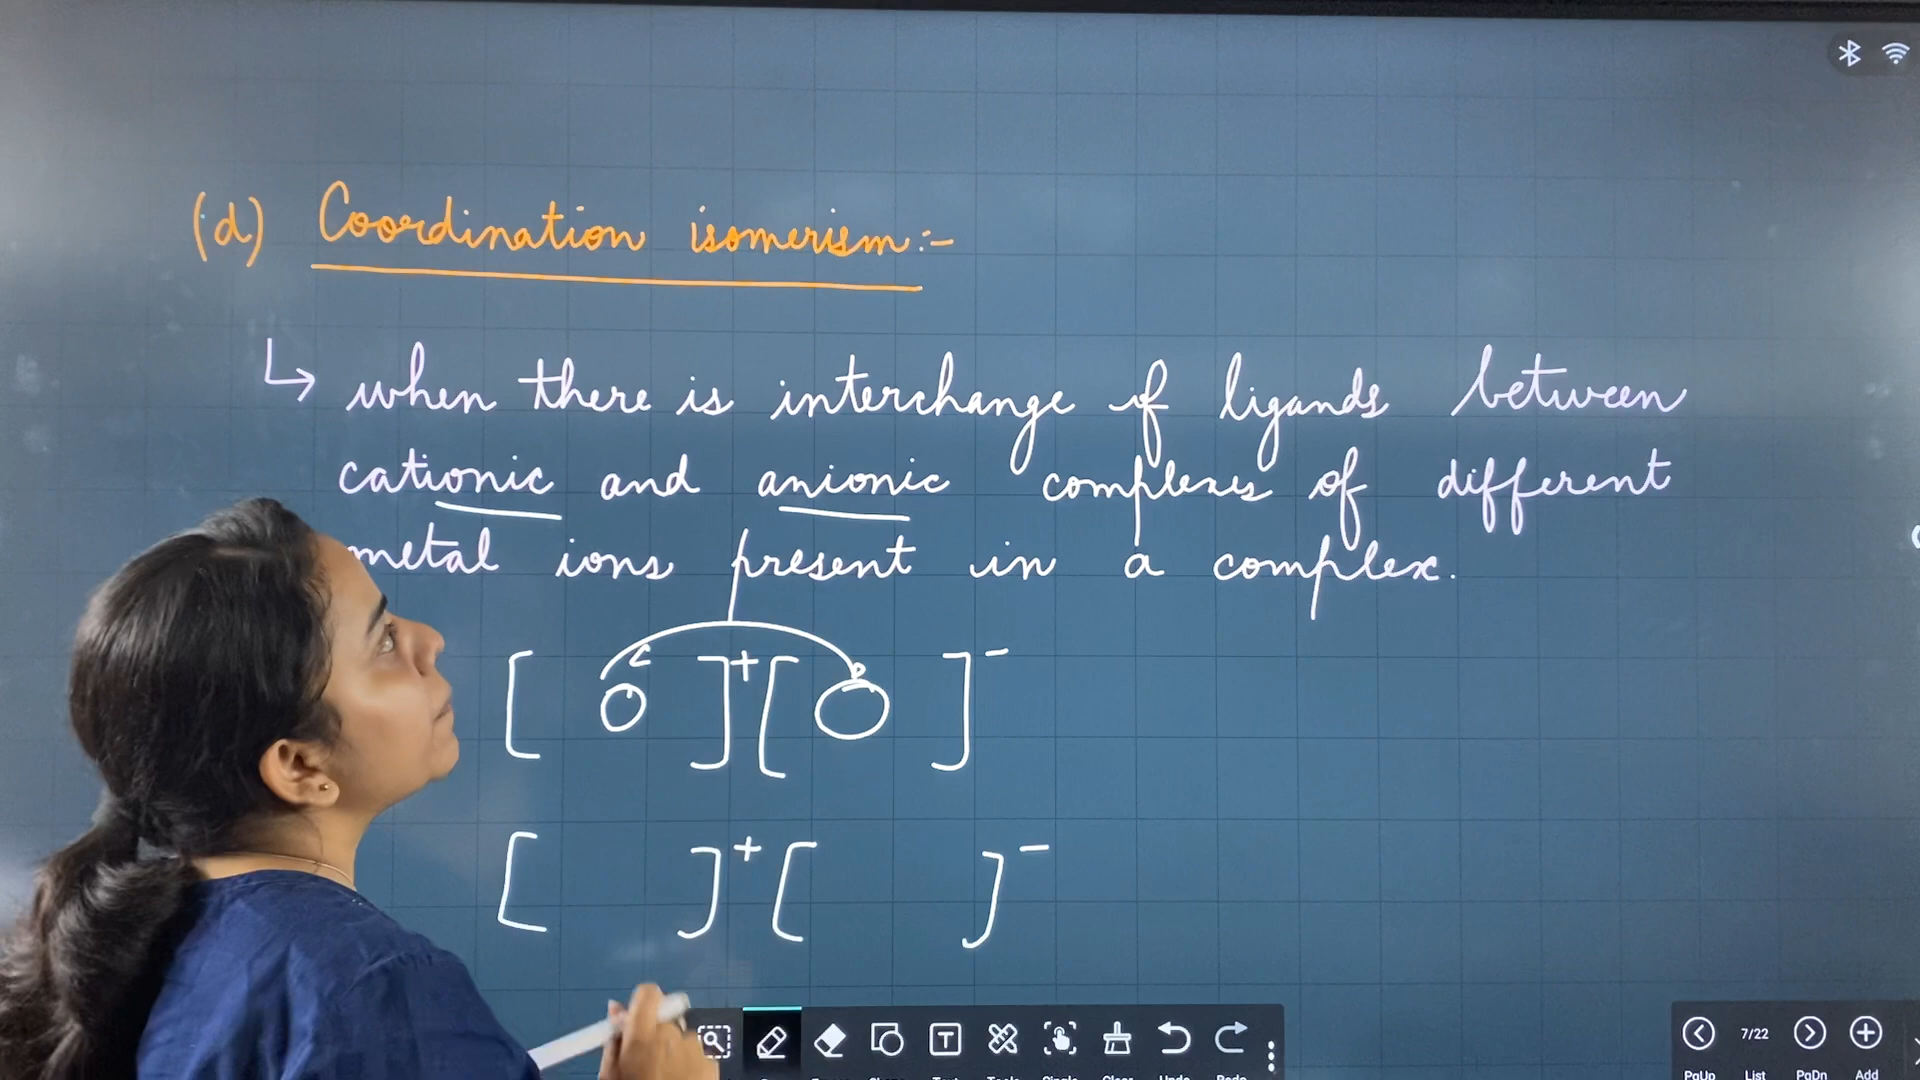 (d) Coordination isomerism:-
↳ when there is interchange of ligands between
cationic and anionic complexes of different
metal ions present in a complex.
[ ]⁺ [ ]⁻
[ ]⁺ [ ]⁻
7/22
PgUp List PgDn Add